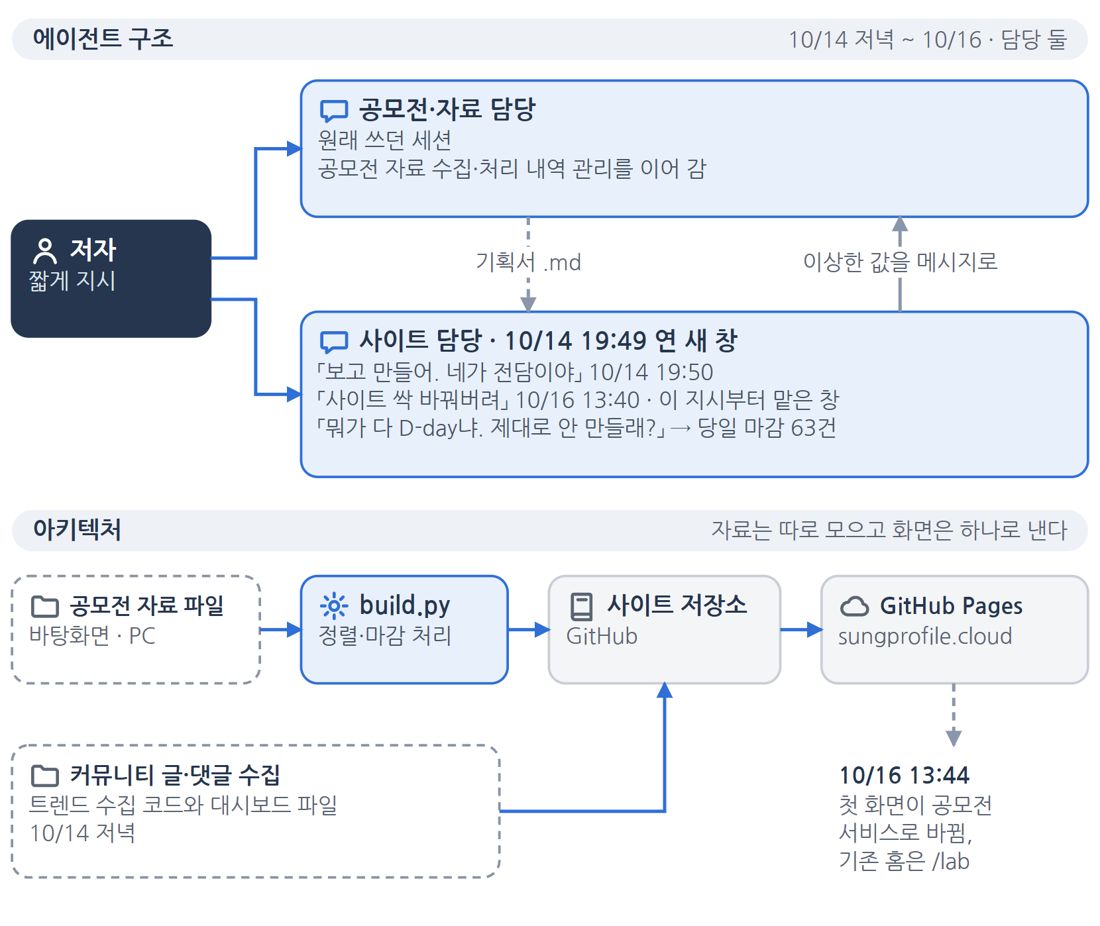 에이전트 구조
10/14 저녁 ~ 10/16 · 담당 둘
공모전·자료 담당
원래 쓰던 세션
공모전 자료 수집·처리 내역 관리를 이어 감
저자
짧게 지시
기획서 .md
이상한 값을 메시지로
사이트 담당 · 10/14 19:49 연 새 창
「보고 만들어. 네가 전담이야」 10/14 19:50
「사이트 싹 바꿔버려」 10/16 13:40 · 이 지시부터 맡은 창
「뭐가 다 D-day냐. 제대로 안 만들래?」 → 당일 마감 63건
아키텍처
자료는 따로 모으고 화면은 하나로 낸다
공모전 자료 파일
바탕화면 · PC
build.py
정렬·마감 처리
사이트 저장소
GitHub
GitHub Pages
sungprofile.cloud
커뮤니티 글·댓글 수집
트렌드 수집 코드와 대시보드 파일
10/14 저녁
10/16 13:44
첫 화면이 공모전
서비스로 바뀜,
기존 홈은 /lab